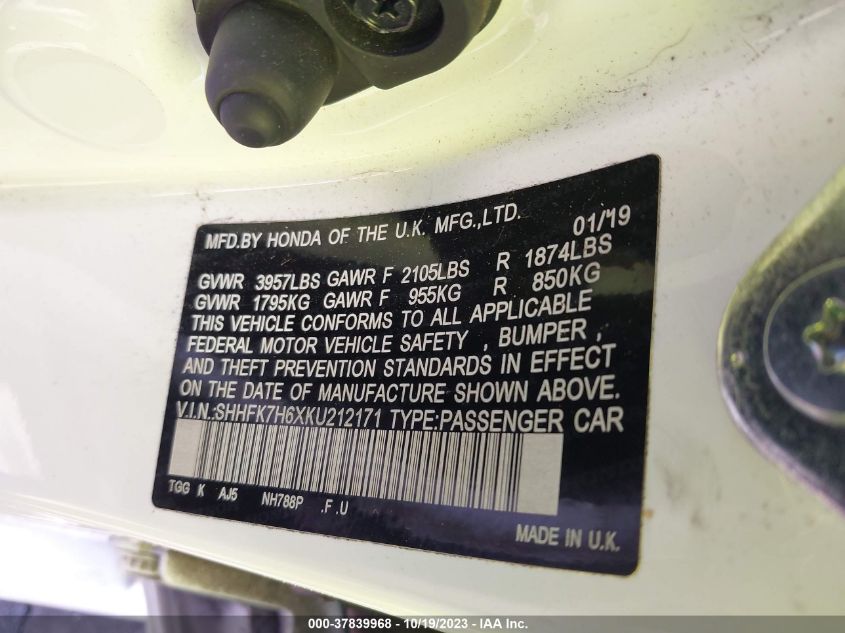 MFD.BY HONDA OF THE U.K. MFG.,LTD. 01/19
GVWR 3957LBS GAWR F 2105LBS R 1874LBS
GVWR 1795KG GAWR F 955KG R 850KG
THIS VEHICLE CONFORMS TO ALL APPLICABLE
FEDERAL MOTOR VEHICLE SAFETY , BUMPER ,
AND THEFT PREVENTION STANDARDS IN EFFECT
ON THE DATE OF MANUFACTURE SHOWN ABOVE.
V.I.N.:SHHFK7H6XKU212171 TYPE:PASSENGER CAR
TGG K AJ5 NH788P .F .U
MADE IN U.K.
000-37839968 - 10/19/2023 - IAA Inc.